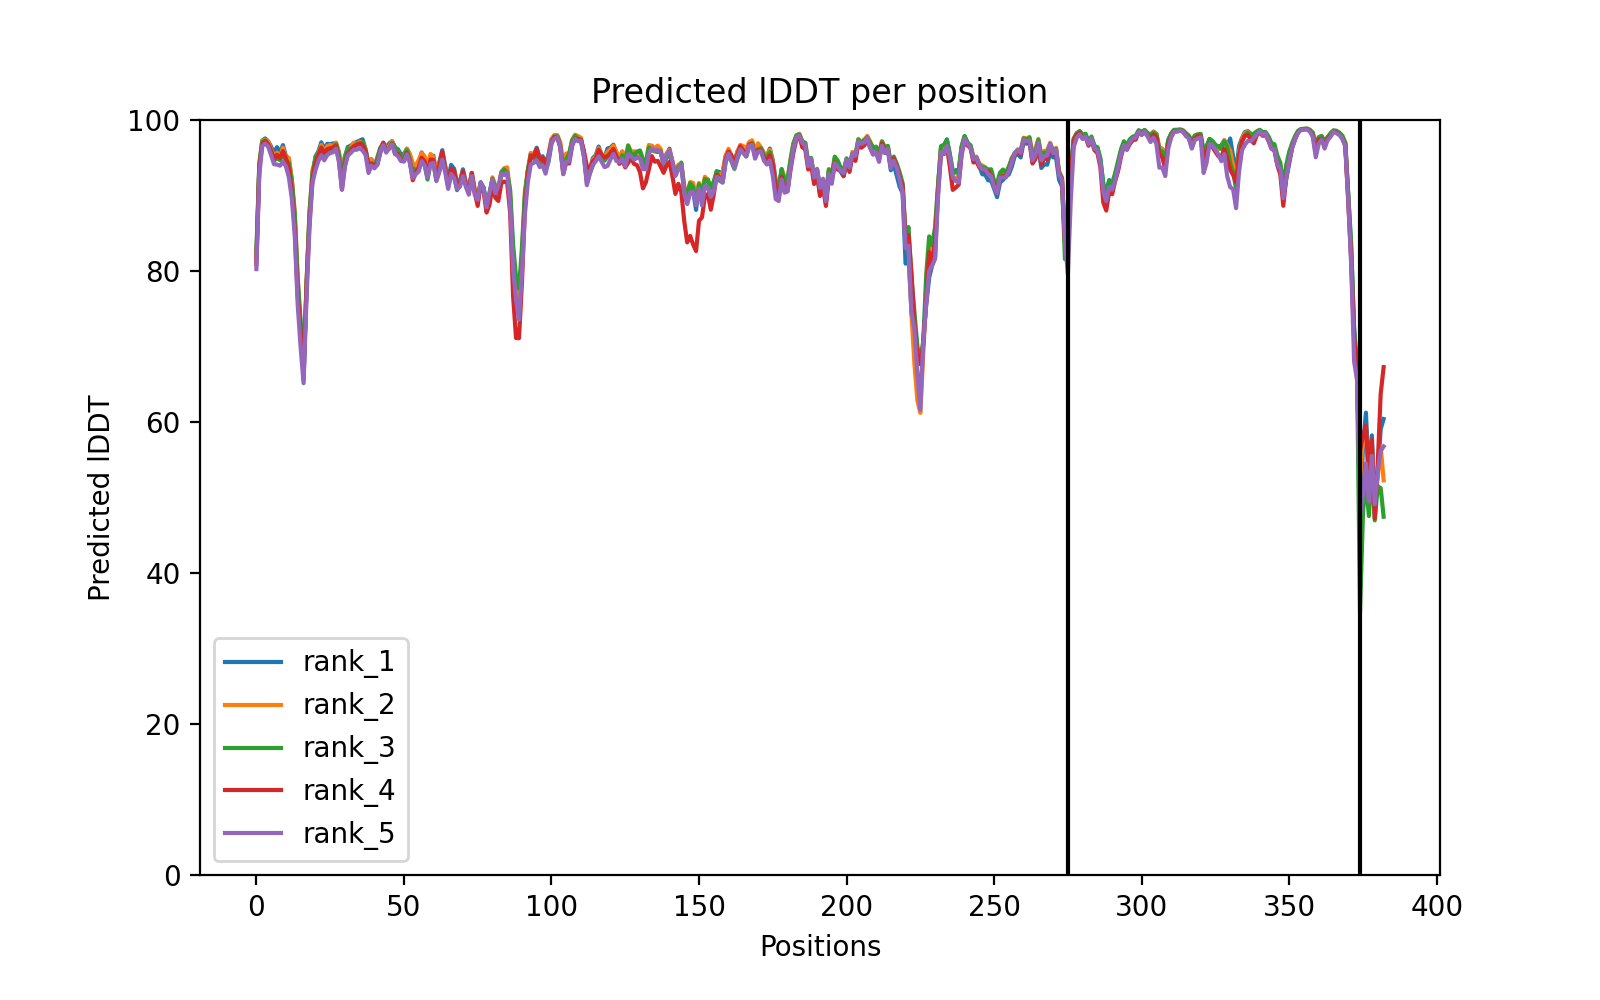 Predicted lDDT per position
100
80
60
40
20
0
Predicted lDDT
rank_1
rank_2
rank_3
rank_4
rank_5
0 50 100 150 200 250 300 350 400
Positions